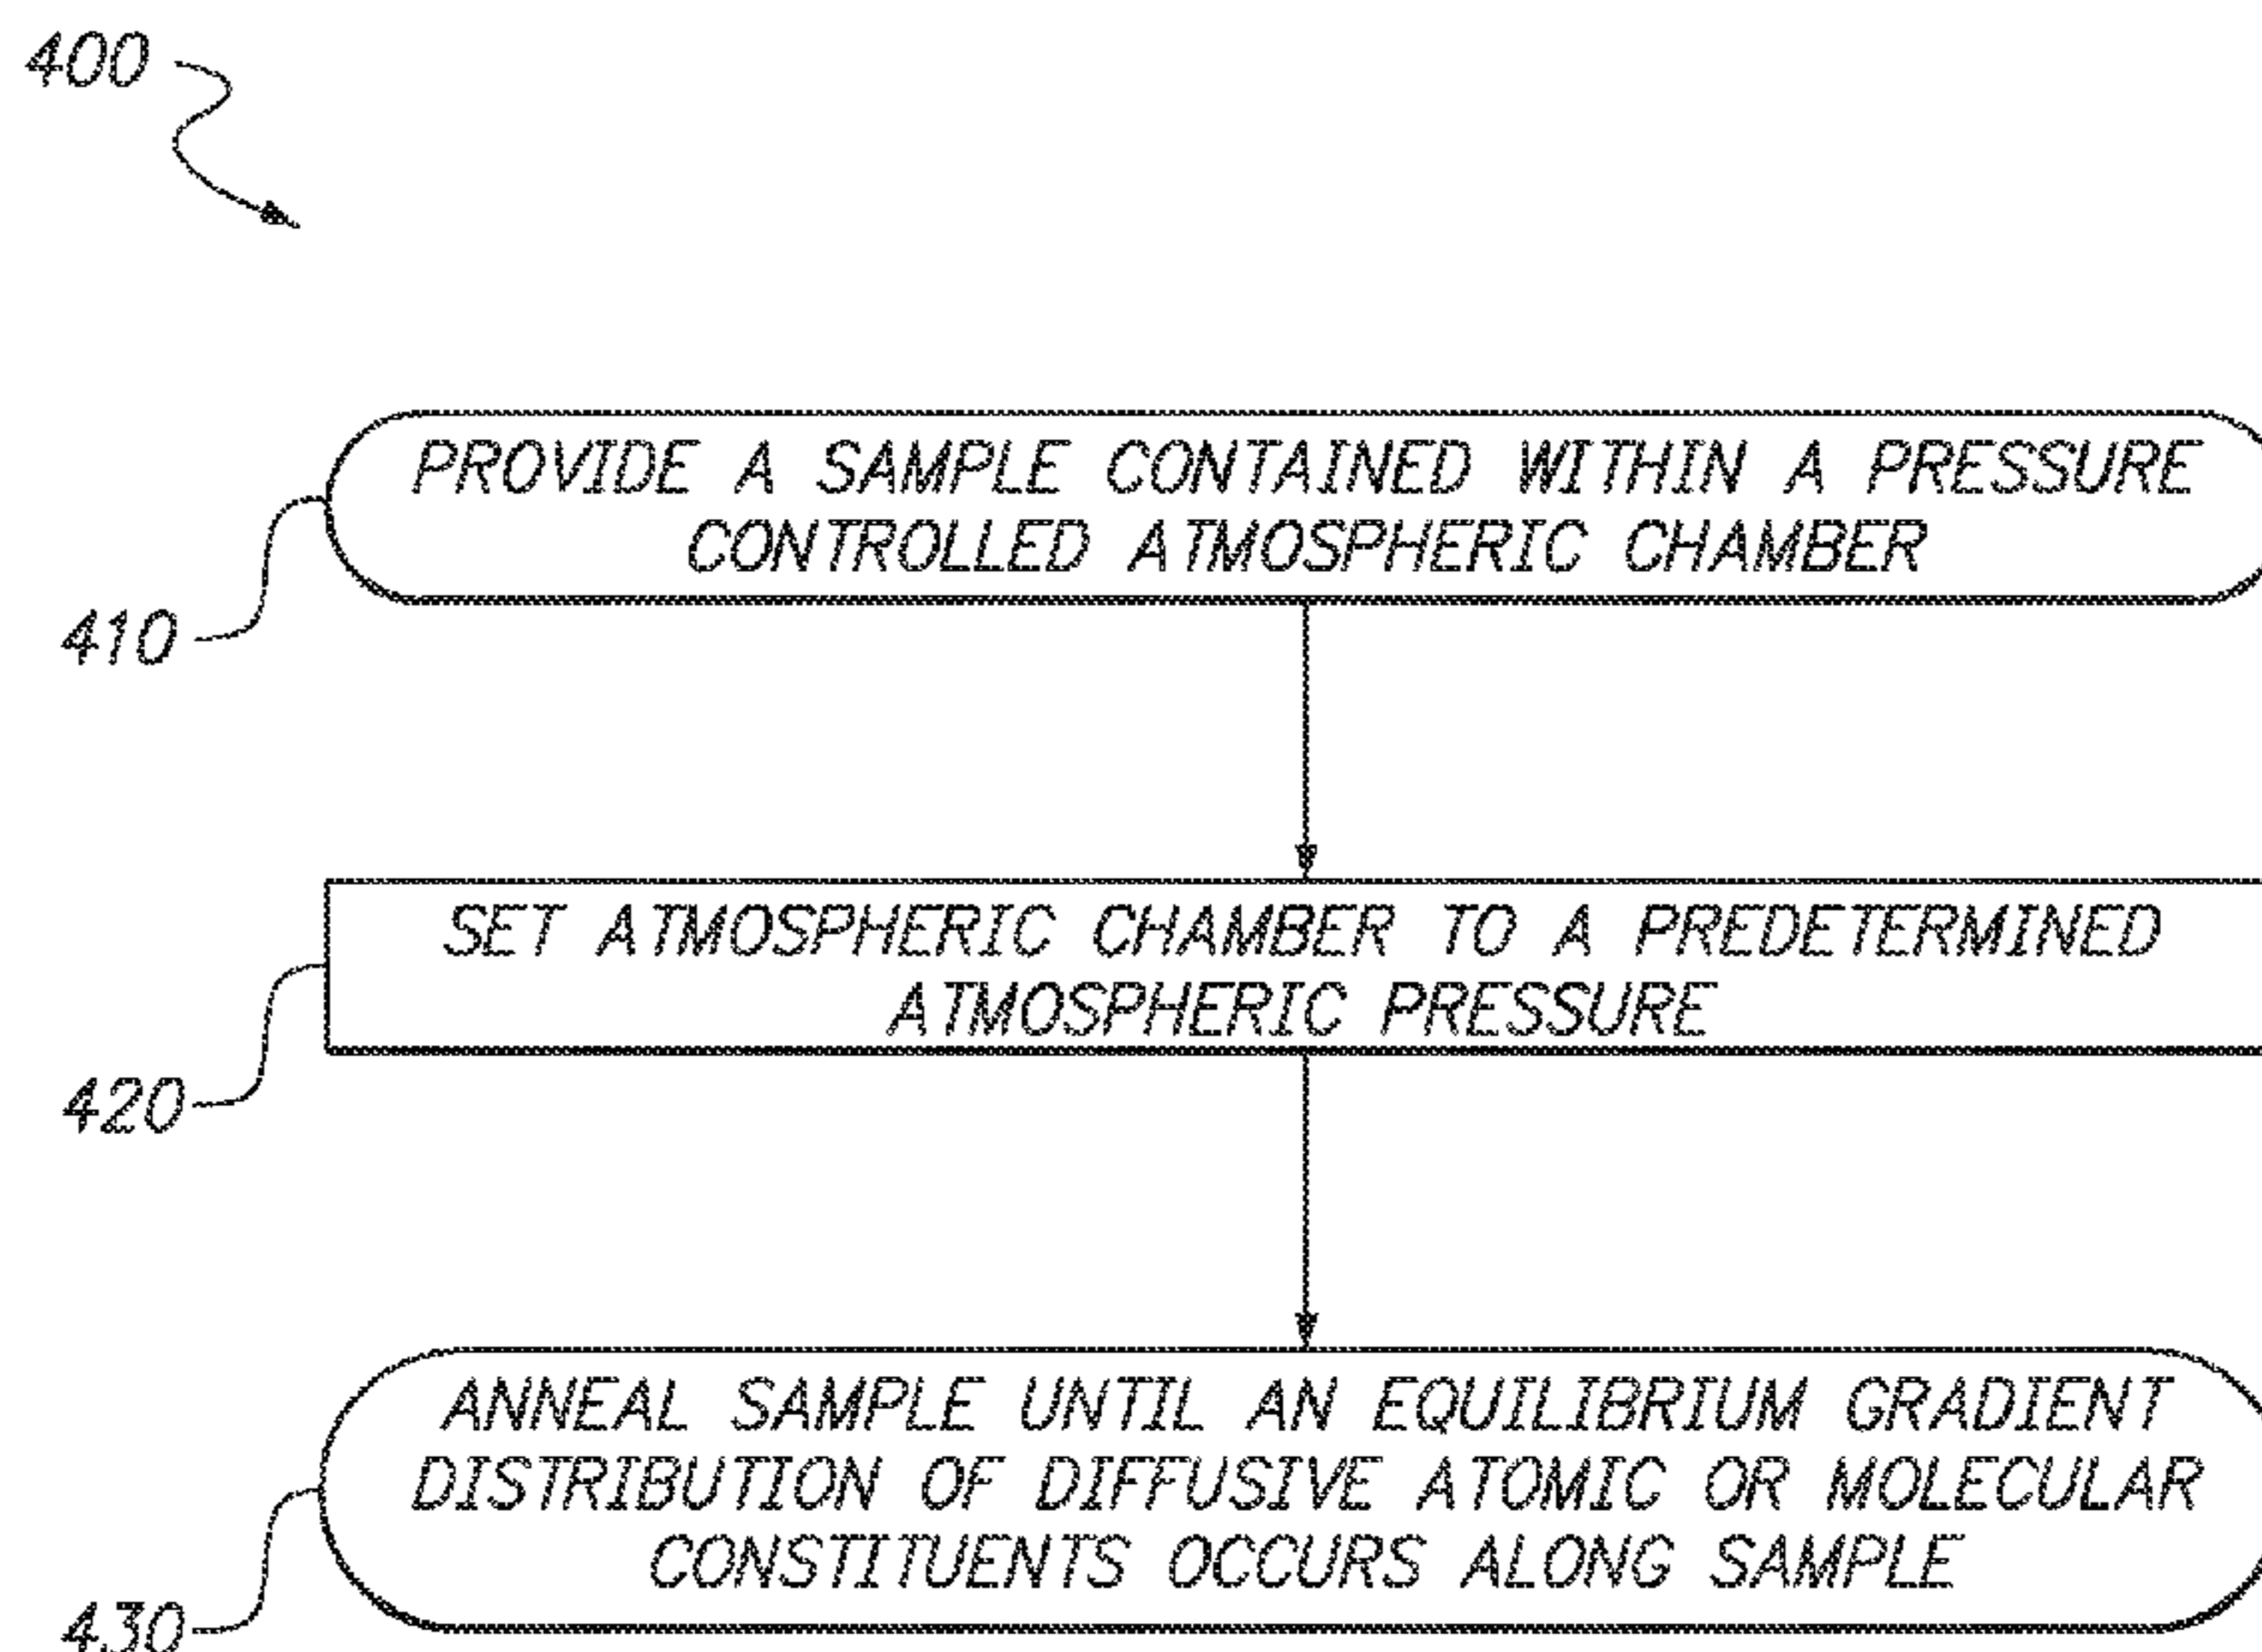 400
PROVIDE A SAMPLE CONTAINED WITHIN A PRESSURE
CONTROLLED ATMOSPHERIC CHAMBER
410
SET ATMOSPHERIC CHAMBER TO A PREDETERMINED
ATMOSPHERIC PRESSURE
420
ANNEAL SAMPLE UNTIL AN EQUILIBRIUM GRADIENT
DISTRIBUTION OF DIFFUSIVE ATOMIC OR MOLECULAR
CONSTITUENTS OCCURS ALONG SAMPLE
430